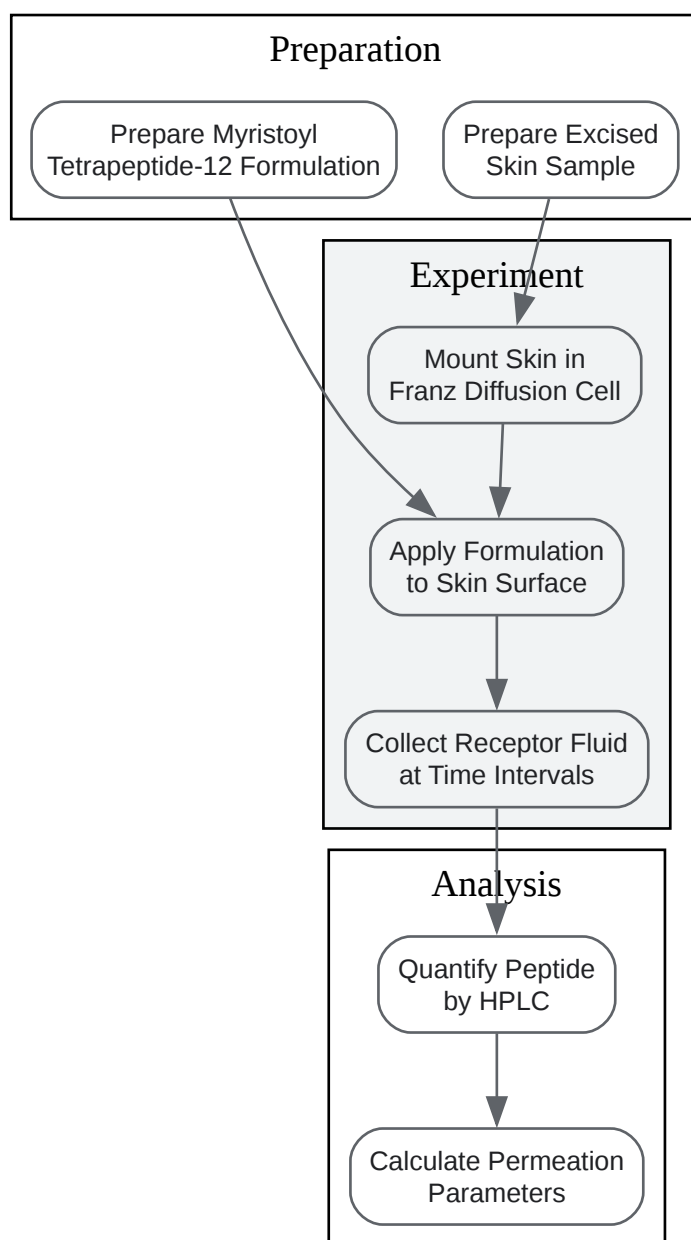 Preparation
Prepare Myristoyl
Tetrapeptide-12 Formulation
Prepare Excised
Skin Sample
Experiment
Mount Skin in
Franz Diffusion Cell
Apply Formulation
to Skin Surface
Collect Receptor Fluid
at Time Intervals
Analysis
Quantify Peptide
by HPLC
Calculate Permeation
Parameters